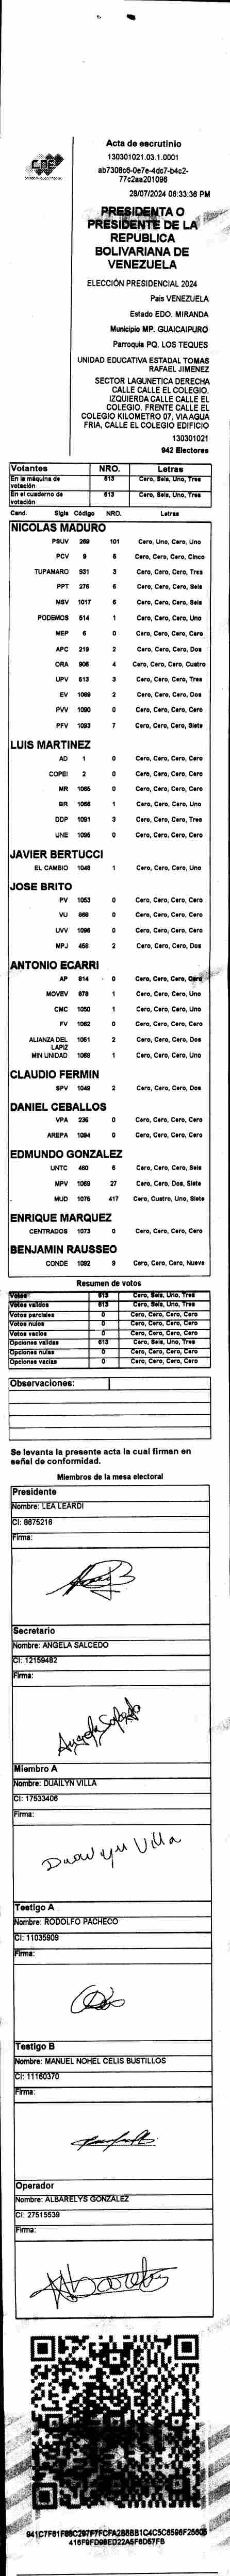 CNE
Acta de escrutinio
130301021.03.1.0001
ab7308c6-0e7e-4dc7-b4c2-
77c2aa201096
28/07/2024 06:33:36 PM
PRESIDENTA O
PRESIDENTE DE LA
REPUBLICA
BOLIVARIANA DE
VENEZUELA
ELECCIÓN PRESIDENCIAL 2024
Pais VENEZUELA
Estado EDO. MIRANDA
Municipio MP. GUAICAIPURO
Parroquia PQ. LOS TEQUES
UNIDAD EDUCATIVA ESTADAL TOMAS
RAFAEL JIMENEZ
SECTOR LAGUNETICA DERECHA
CALLE CALLE EL COLEGIO.
IZQUIERDA CALLE CALLE EL
COLEGIO. FRENTE CALLE EL
COLEGIO KILOMETRO 07, VIA AGUA
FRIA, CALLE EL COLEGIO EDIFICIO
130301021
942 Electores
Votantes NRO. Letras
En la máquina de votación 613 Cero, Seis, Uno, Tres
En el cuaderno de votación 613 Cero, Seis, Uno, Tres
Cand. Sigla Código NRO. Letras
NICOLAS MADURO
PSUV 269 101 Cero, Uno, Cero, Uno
PCV 9 5 Cero, Cero, Cero, Cinco
TUPAMARO 931 3 Cero, Cero, Cero, Tres
PPT 276 6 Cero, Cero, Cero, Seis
MSV 1017 6 Cero, Cero, Cero, Seis
PODEMOS 514 1 Cero, Cero, Cero, Uno
MEP 6 0 Cero, Cero, Cero, Cero
APC 219 2 Cero, Cero, Cero, Dos
ORA 906 4 Cero, Cero, Cero, Cuatro
UPV 613 3 Cero, Cero, Cero, Tres
EV 1089 2 Cero, Cero, Cero, Dos
PVV 1090 0 Cero, Cero, Cero, Cero
PFV 1093 7 Cero, Cero, Cero, Siete
LUIS MARTINEZ
AD 1 0 Cero, Cero, Cero, Cero
COPEI 2 0 Cero, Cero, Cero, Cero
MR 1065 0 Cero, Cero, Cero, Cero
BR 1066 1 Cero, Cero, Cero, Uno
DDP 1091 3 Cero, Cero, Cero, Tres
UNE 1095 0 Cero, Cero, Cero, Cero
JAVIER BERTUCCI
EL CAMBIO 1048 1 Cero, Cero, Cero, Uno
JOSE BRITO
PV 1053 0 Cero, Cero, Cero, Cero
VU 868 0 Cero, Cero, Cero, Cero
UVV 1096 0 Cero, Cero, Cero, Cero
MPJ 458 2 Cero, Cero, Cero, Dos
ANTONIO ECARRI
AP 814 0 Cero, Cero, Cero, Cero
MOVEV 878 1 Cero, Cero, Cero, Uno
CMC 1050 1 Cero, Cero, Cero, Uno
FV 1062 0 Cero, Cero, Cero, Cero
ALIANZA DEL LAPIZ 1061 2 Cero, Cero, Cero, Dos
MIN UNIDAD 1068 1 Cero, Cero, Cero, Uno
CLAUDIO FERMIN
SPV 1049 2 Cero, Cero, Cero, Dos
DANIEL CEBALLOS
VPA 236 0 Cero, Cero, Cero, Cero
AREPA 1094 0 Cero, Cero, Cero, Cero
EDMUNDO GONZALEZ
UNTC 460 6 Cero, Cero, Cero, Seis
MPV 1069 27 Cero, Cero, Dos, Siete
MUD 1075 417 Cero, Cuatro, Uno, Siete
ENRIQUE MARQUEZ
CENTRADOS 1073 0 Cero, Cero, Cero, Cero
BENJAMIN RAUSSEO
CONDE 1092 9 Cero, Cero, Cero, Nueve
Resumen de votos
Votos 613 Cero, Seis, Uno, Tres
Votos validos 613 Cero, Seis, Uno, Tres
Votos parciales 0 Cero, Cero, Cero, Cero
Votos nulos 0 Cero, Cero, Cero, Cero
Votos vacios 0 Cero, Cero, Cero, Cero
Opciones validas 613 Cero, Seis, Uno, Tres
Opciones nulas 0 Cero, Cero, Cero, Cero
Opciones vacias 0 Cero, Cero, Cero, Cero
Observaciones:
Se levanta la presente acta la cual firman en
señal de conformidad.
Miembros de la mesa electoral
Presidente
Nombre: LEA LEARDI
CI: 8675216
Firma:
Secretario
Nombre: ANGELA SALCEDO
CI: 12159482
Firma:
Angela Salcedo
Miembro A
Nombre: DUAILYN VILLA
CI: 17533406
Firma:
Villa
Testigo A
Nombre: RODOLFO PACHECO
CI: 11035909
Firma:
Testigo B
Nombre: MANUEL NOHEL CELIS BUSTILLOS
CI: 11160370
Firma:
Operador
Nombre: ALBARELYS GONZALEZ
CI: 27515539
Firma: